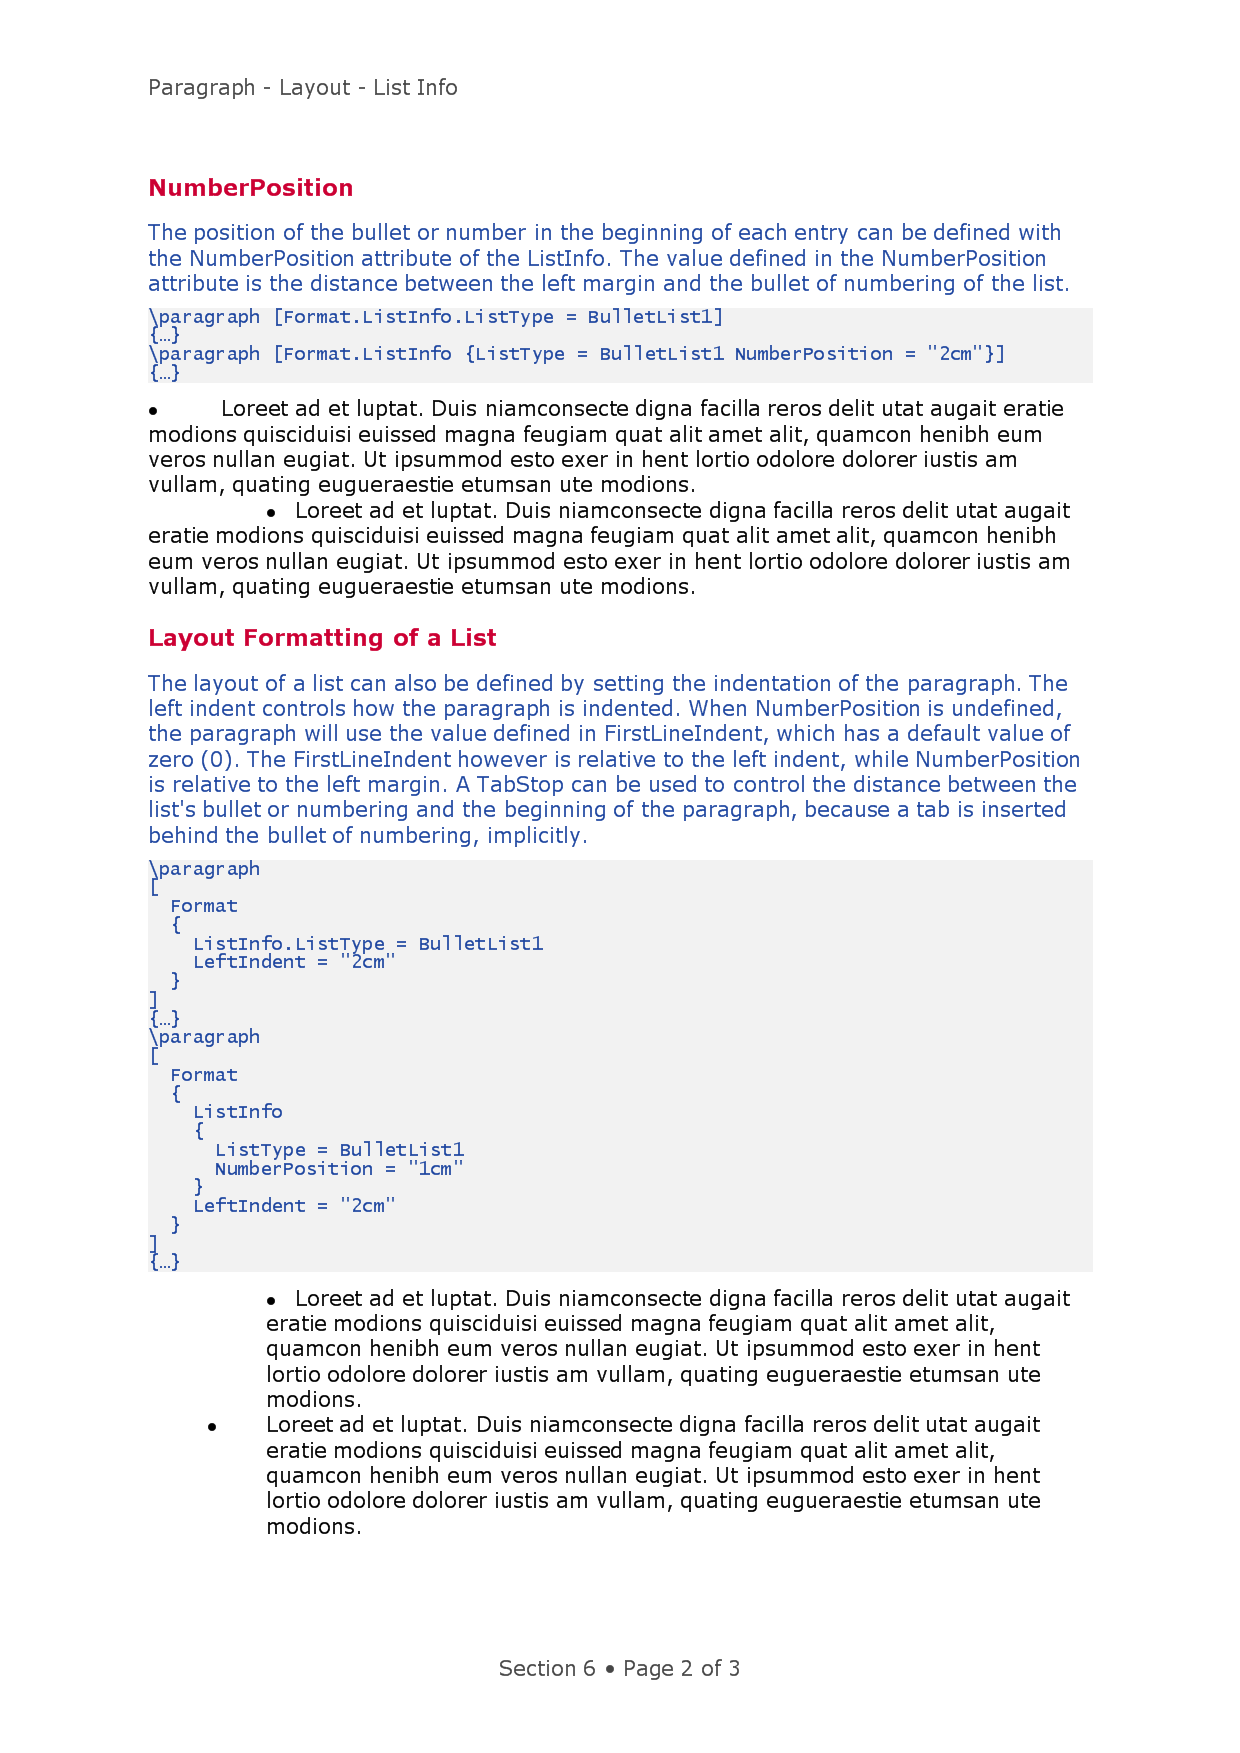 Paragraph - Layout - List Info
NumberPosition
The position of the bullet or number in the beginning of each entry can be defined with
the NumberPosition attribute of the ListInfo. The value defined in the NumberPosition
attribute is the distance between the left margin and the bullet of numbering of the list.
\paragraph [Format.ListInfo.ListType = BulletList1]
{…}
\paragraph [Format.ListInfo {ListType = BulletList1 NumberPosition = "2cm"}]
{…}
● Loreet ad et luptat. Duis niamconsecte digna facilla reros delit utat augait eratie
modions quisciduisi euissed magna feugiam quat alit amet alit, quamcon henibh eum
veros nullan eugiat. Ut ipsummod esto exer in hent lortio odolore dolorer iustis am
vullam, quating eugueraestie etumsan ute modions.
● Loreet ad et luptat. Duis niamconsecte digna facilla reros delit utat augait
eratie modions quisciduisi euissed magna feugiam quat alit amet alit, quamcon henibh
eum veros nullan eugiat. Ut ipsummod esto exer in hent lortio odolore dolorer iustis am
vullam, quating eugueraestie etumsan ute modions.
Layout Formatting of a List
The layout of a list can also be defined by setting the indentation of the paragraph. The
left indent controls how the paragraph is indented. When NumberPosition is undefined,
the paragraph will use the value defined in FirstLineIndent, which has a default value of
zero (0). The FirstLineIndent however is relative to the left indent, while NumberPosition
is relative to the left margin. A TabStop can be used to control the distance between the
list's bullet or numbering and the beginning of the paragraph, because a tab is inserted
behind the bullet of numbering, implicitly.
\paragraph
[
  Format
  {
    ListInfo.ListType = BulletList1
    LeftIndent = "2cm"
  }
]
{…}
\paragraph
[
  Format
  {
    ListInfo
    {
      ListType = BulletList1
      NumberPosition = "1cm"
    }
    LeftIndent = "2cm"
  }
]
{…}
● Loreet ad et luptat. Duis niamconsecte digna facilla reros delit utat augait
eratie modions quisciduisi euissed magna feugiam quat alit amet alit,
quamcon henibh eum veros nullan eugiat. Ut ipsummod esto exer in hent
lortio odolore dolorer iustis am vullam, quating eugueraestie etumsan ute
modions.
● Loreet ad et luptat. Duis niamconsecte digna facilla reros delit utat augait
eratie modions quisciduisi euissed magna feugiam quat alit amet alit,
quamcon henibh eum veros nullan eugiat. Ut ipsummod esto exer in hent
lortio odolore dolorer iustis am vullam, quating eugueraestie etumsan ute
modions.
Section 6 • Page 2 of 3